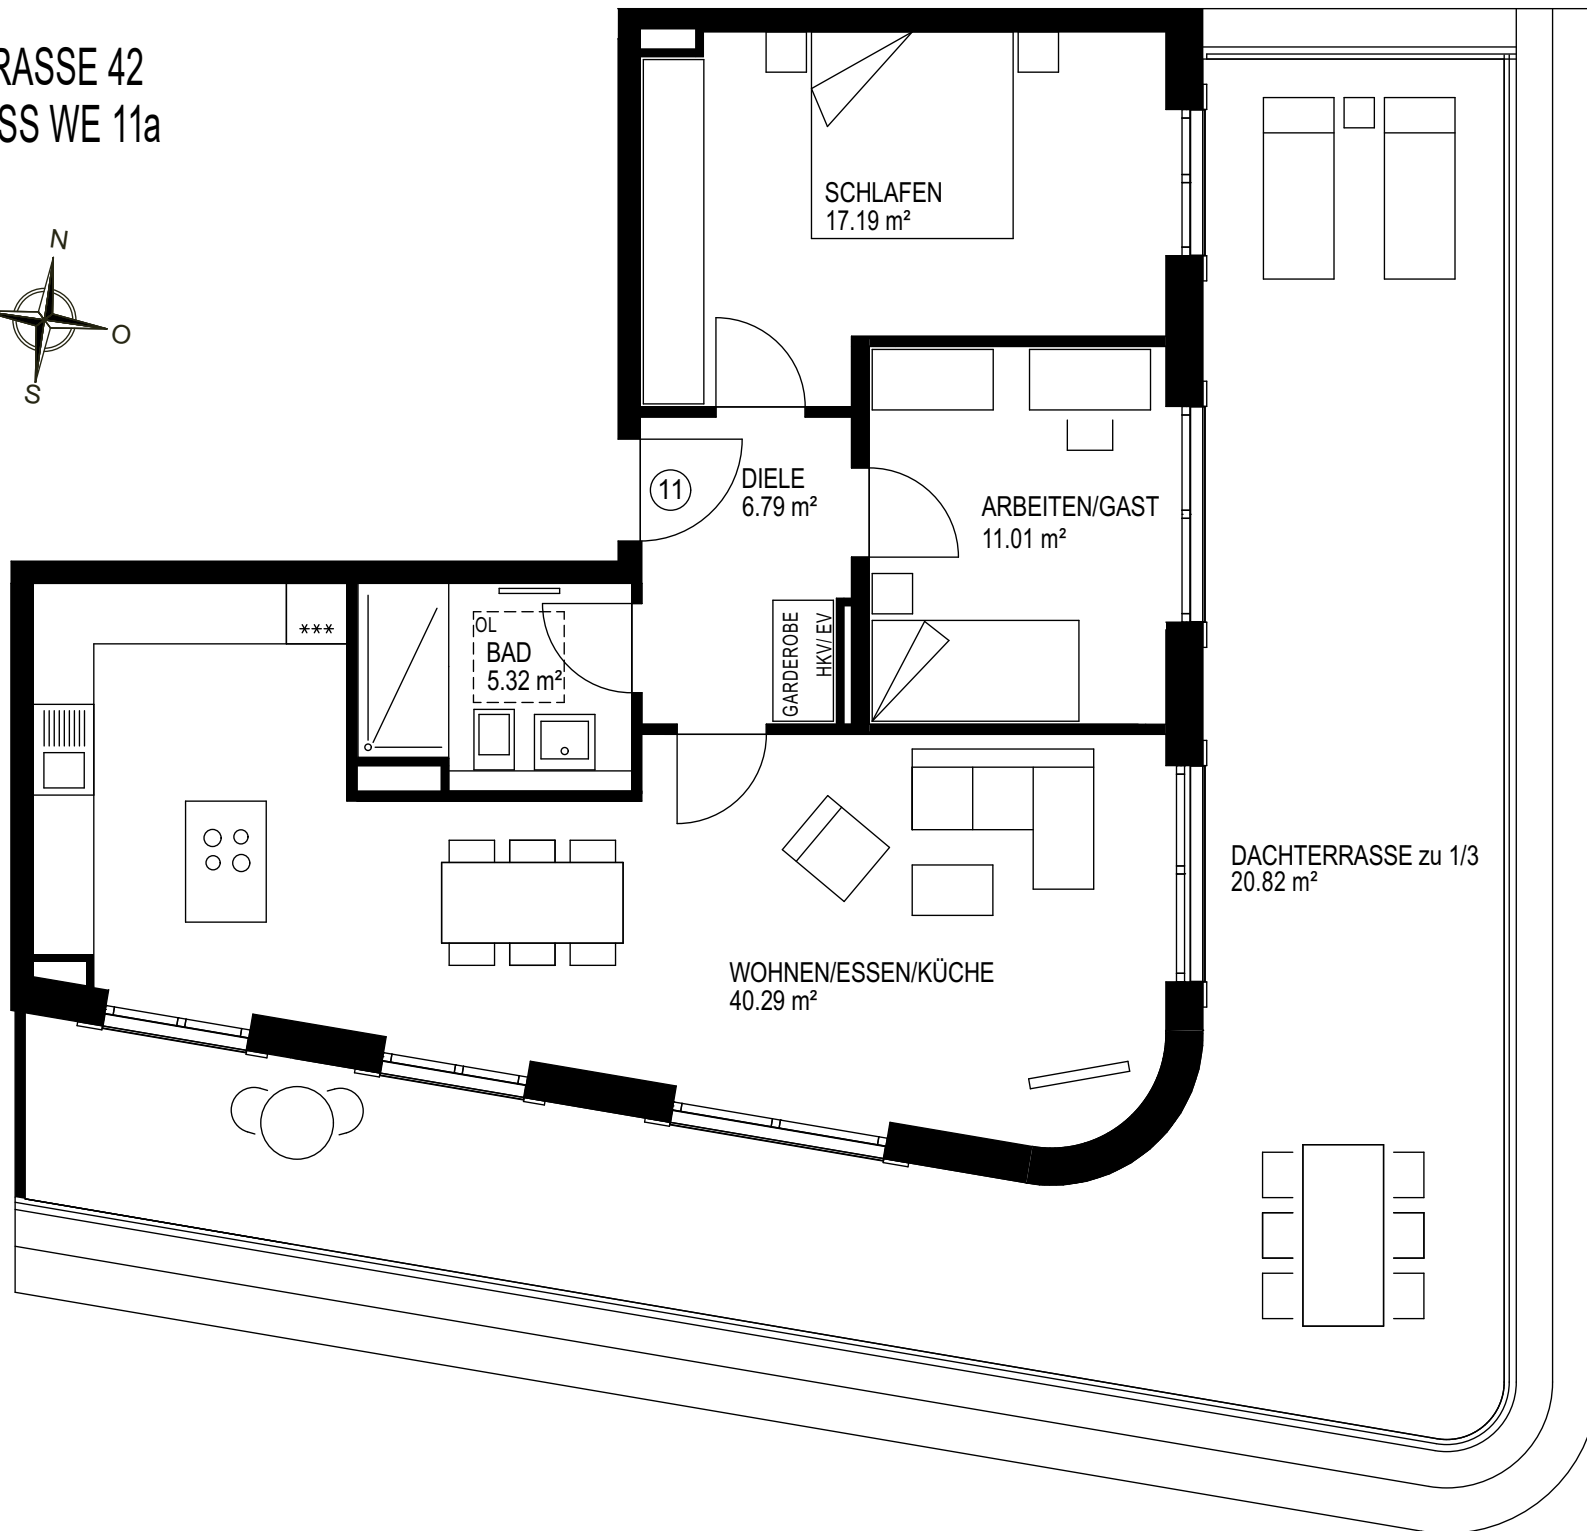 RASSE 42
SS WE 11a
N
O
S
SCHLAFEN
17.19 m²
11
DIELE
6.79 m²
ARBEITEN/GAST
11.01 m²
***
OL
BAD
5.32 m²
GARDEROBE
HKV/ EV
DACHTERRASSE zu 1/3
20.82 m²
WOHNEN/ESSEN/KÜCHE
40.29 m²